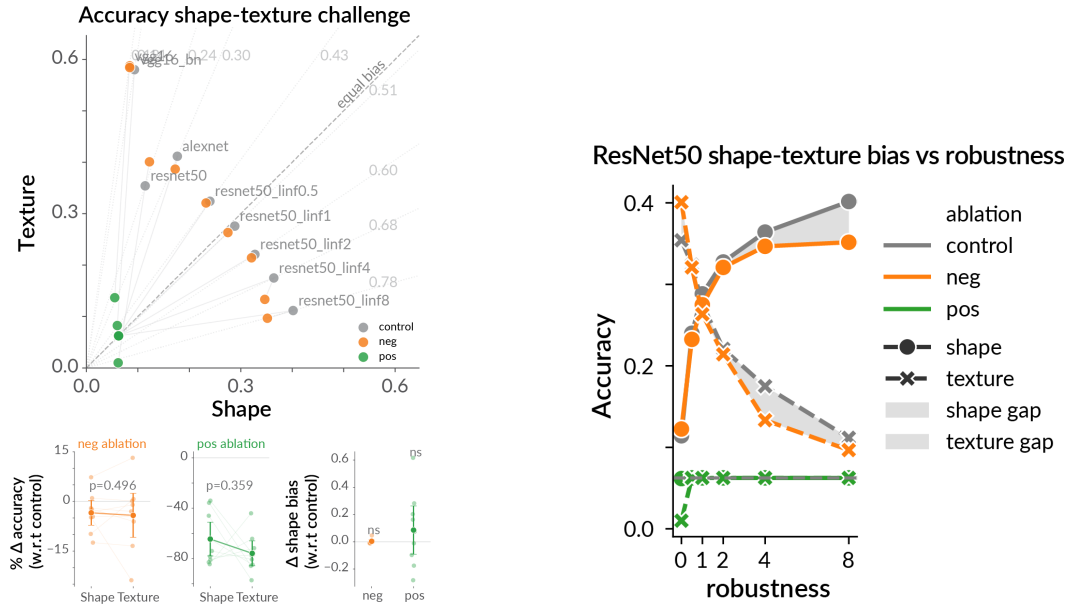 Accuracy shape-texture challenge
0.24 0.30 0.43
0.6
vgg16_bn
equal bias
0.51
alexnet
resnet50
0.60
resnet50_linf0.5
0.3
resnet50_linf1
0.68
resnet50_linf2
resnet50_linf4
0.78
resnet50_linf8
Texture
control
neg
pos
0.0
0.0 0.3 0.6
Shape
neg ablation
15
0
−15
p=0.496
% Δ accuracy
(w.r.t control)
Shape Texture
pos ablation
0
−40
−80
p=0.359
Shape Texture
ns
0.6
0.4
0.2
0.0
−0.2
ns
Δ shape bias
(w.r.t control)
neg pos
ResNet50 shape-texture bias vs robustness
0.4
0.2
0.0
Accuracy
0 1 2 4 8
robustness
ablation
control
neg
pos
shape
texture
shape gap
texture gap